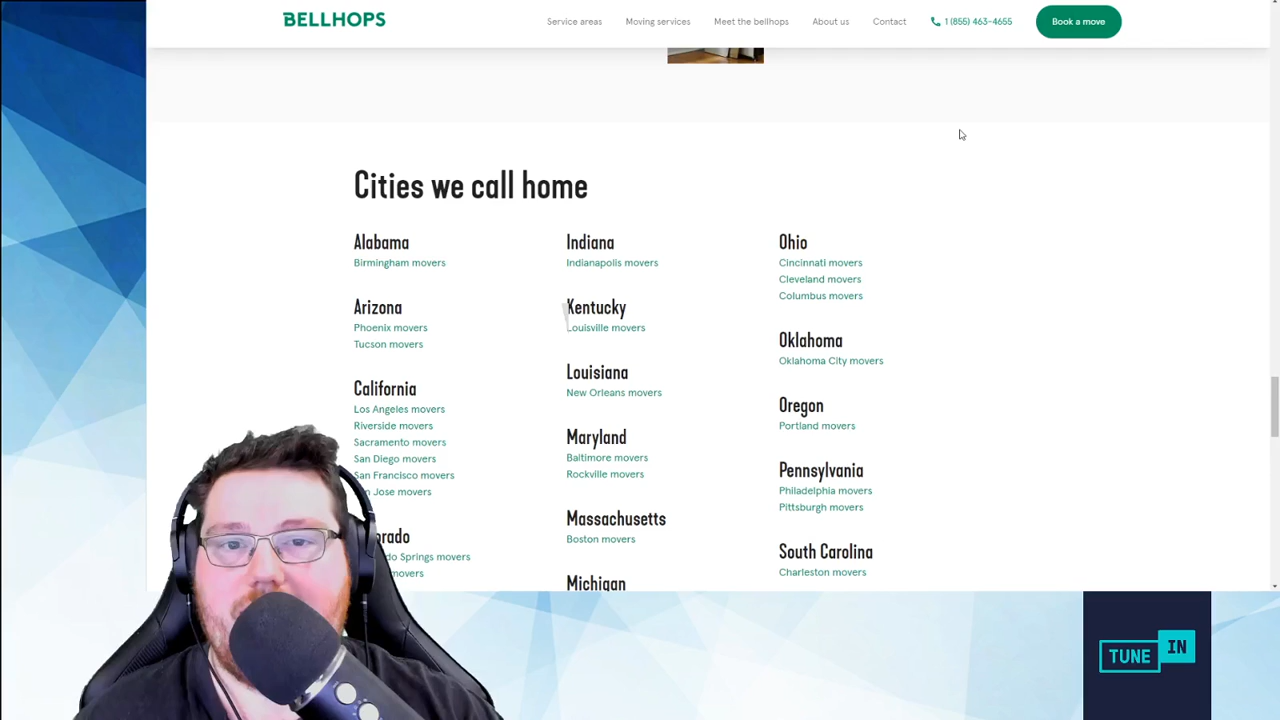 BELLHOPS
Service areas
Moving services
Meet the bellhops
About us
Contact
1 (855) 463-4655
Book a move
Cities we call home
Alabama
Birmingham movers
Arizona
Phoenix movers
Tucson movers
California
Los Angeles movers
Riverside movers
Sacramento movers
San Diego movers
San Francisco movers
Jose movers
Springs movers
movers
Indiana
Indianapolis movers
Kentucky
Louisville movers
Louisiana
New Orleans movers
Maryland
Baltimore movers
Rockville movers
Massachusetts
Boston movers
Michigan
Ohio
Cincinnati movers
Cleveland movers
Columbus movers
Oklahoma
Oklahoma City movers
Oregon
Portland movers
Pennsylvania
Philadelphia movers
Pittsburgh movers
South Carolina
Charleston movers
TUNE IN